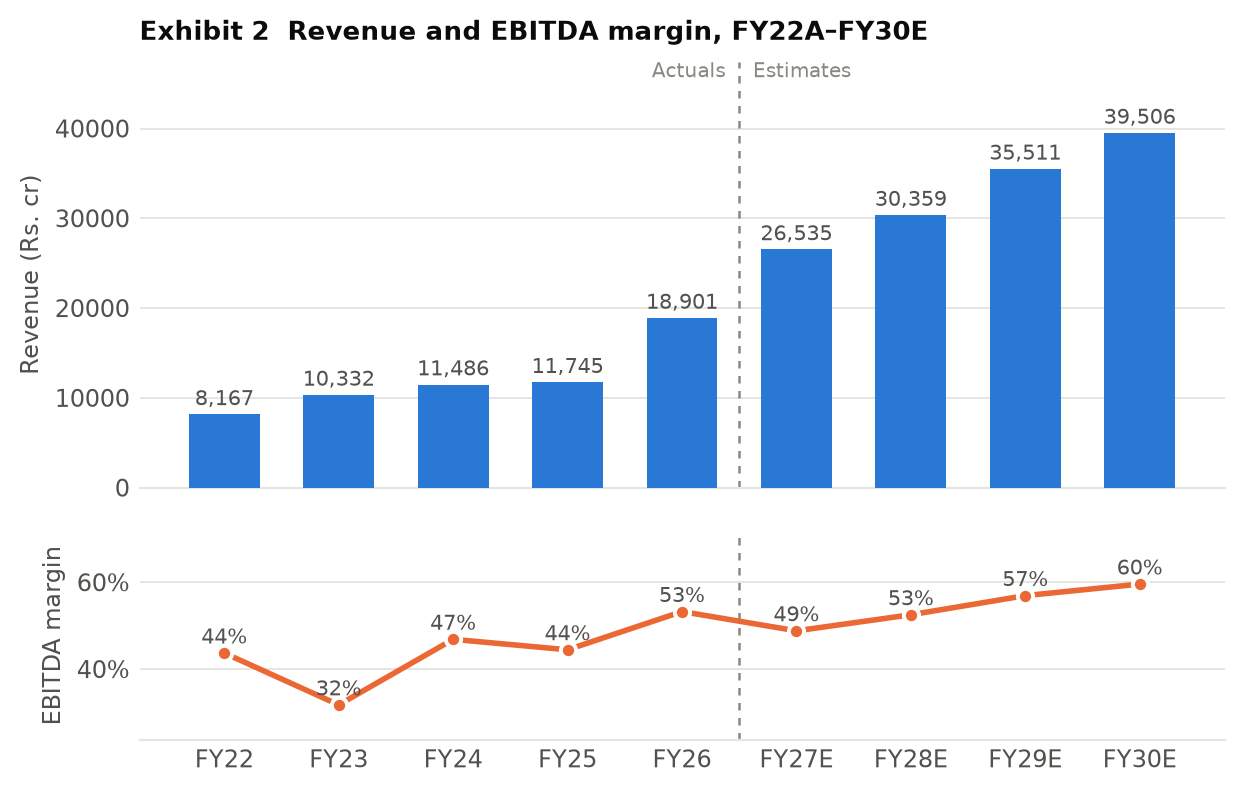 Exhibit 2  Revenue and EBITDA margin, FY22A–FY30E
Actuals
Estimates
Revenue (Rs. cr)
40000
30000
20000
10000
0
8,167
10,332
11,486
11,745
18,901
26,535
30,359
35,511
39,506
EBITDA margin
60%
40%
44%
32%
47%
44%
53%
49%
53%
57%
60%
FY22
FY23
FY24
FY25
FY26
FY27E
FY28E
FY29E
FY30E